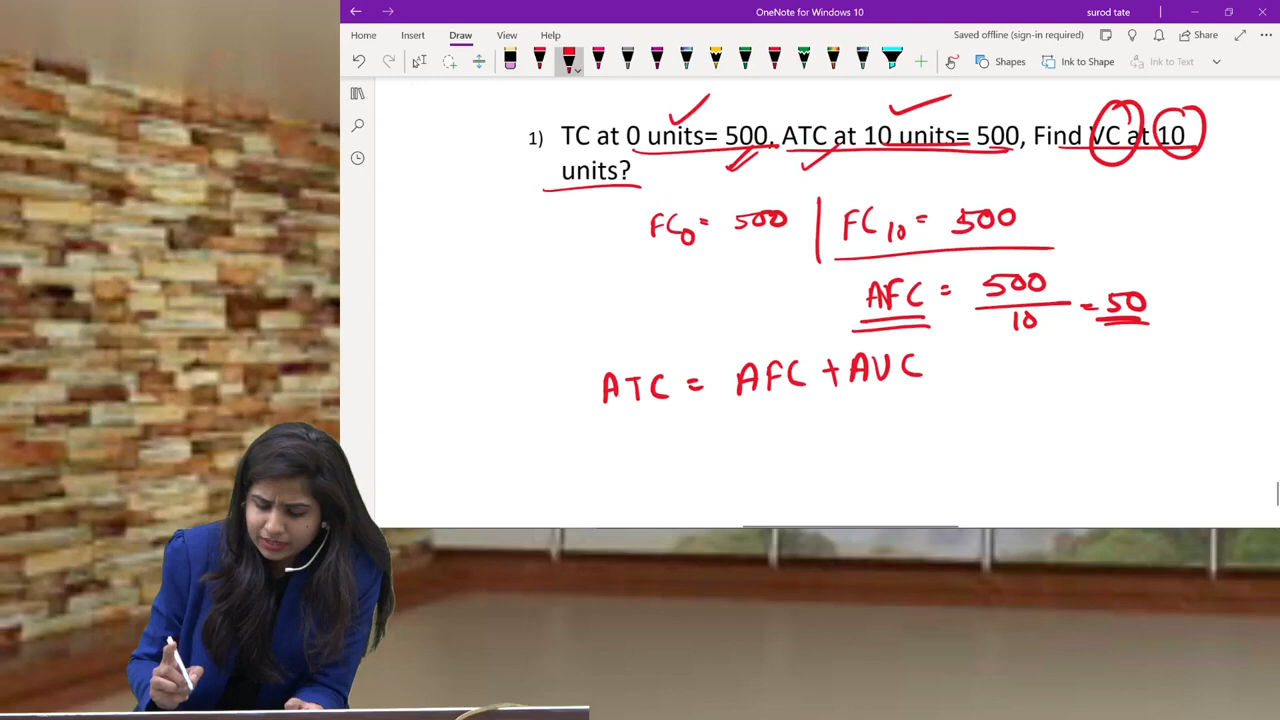 OneNote for Windows 10
surod tate
Home Insert Draw View Help
Saved offline (sign-in required)
Share
Shapes
Ink to Shape
Ink to Text
1) TC at 0 units= 500, ATC at 10 units= 500, Find VC at 10
units?
FC0 = 500 | FC10 = 500
AFC = 500/10 = 50
ATC = AFC + AVC